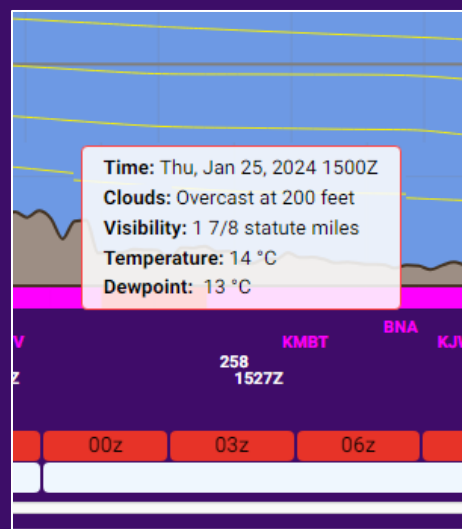 Time: Thu, Jan 25, 2024 1500Z
Clouds: Overcast at 200 feet
Visibility: 1 7/8 statute miles
Temperature: 14 °C
Dewpoint: 13 °C
BNA
V KMBT KJW
258
Z 1527Z
00z 03z 06z